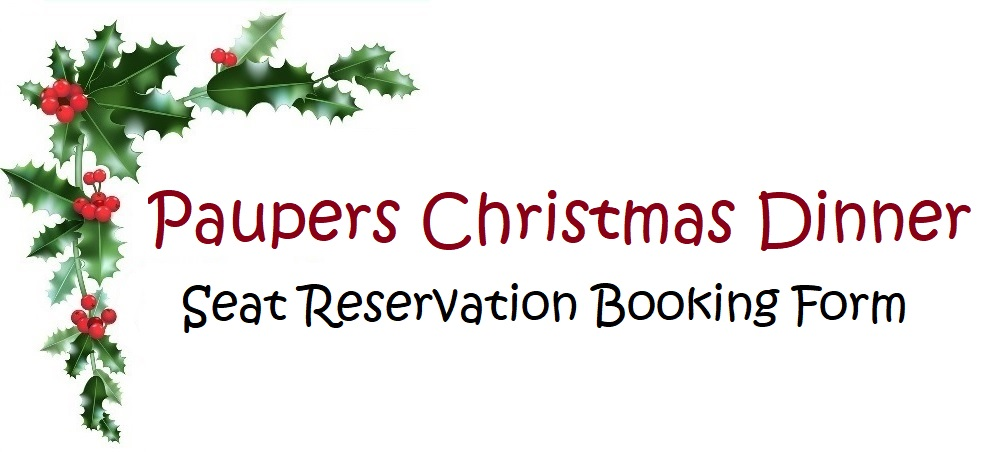 Paupers Christmas Dinner
Seat Reservation Booking Form